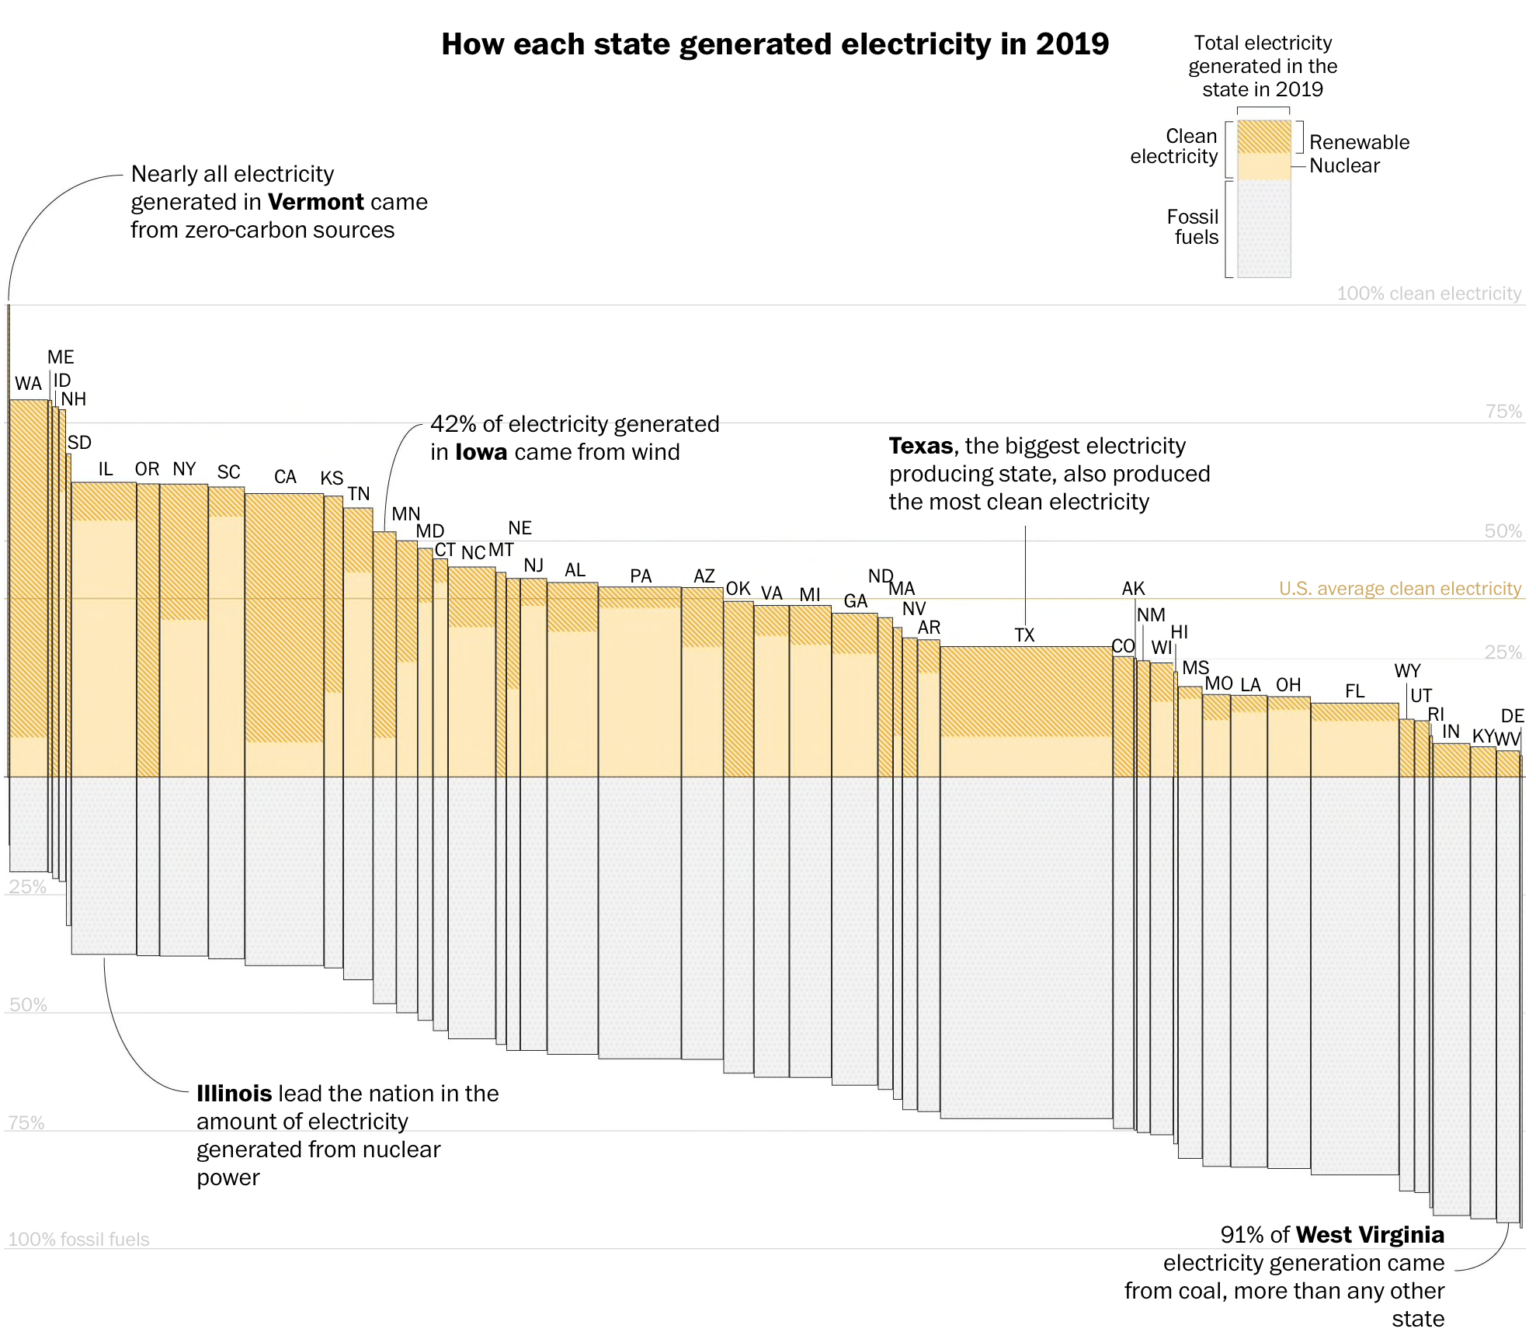 How each state generated electricity in 2019
Total electricity
generated in the
state in 2019
Clean
electricity
Renewable
Nuclear
Fossil
fuels
Nearly all electricity
generated in Vermont came
from zero-carbon sources
100% clean electricity
ME
WA
ID
NH
75%
SD
42% of electricity generated
in Iowa came from wind
Texas, the biggest electricity
producing state, also produced
the most clean electricity
IL
OR
NY
SC
CA
KS
TN
MN
MD
CT
NC
MT
NE
NJ
50%
AL
PA
AZ
OK
VA
MI
GA
ND
MA
NV
AR
TX
U.S. average clean electricity
CO
AK
NM
WI
HI
25%
MS
MO
LA
OH
FL
WY
UT
RI
IN
KY
WV
DE
25%
50%
Illinois lead the nation in the
amount of electricity
generated from nuclear
power
75%
100% fossil fuels
91% of West Virginia
electricity generation came
from coal, more than any other
state